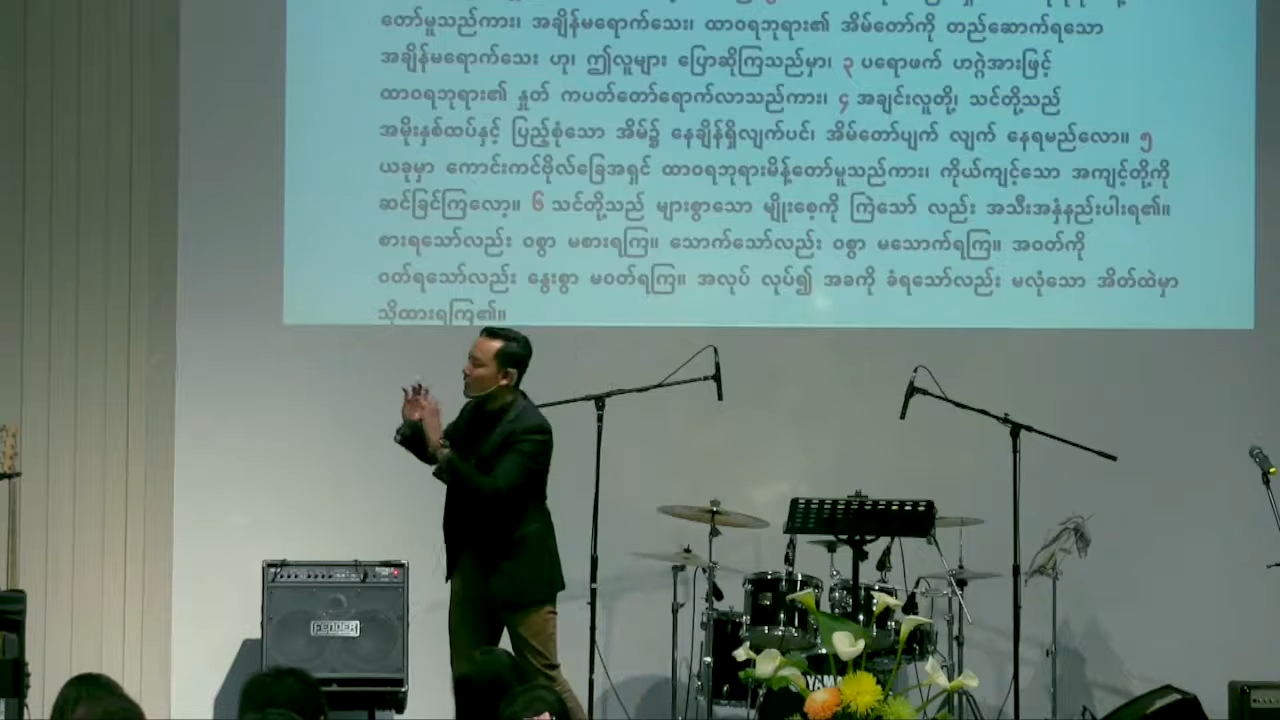 တော်မူသည်ကား၊ အချိန်မရောက်သေး၊ ထာဝရဘုရား၏ အိမ်တော်ကို တည်ဆောက်ရသော
အချိန်မရောက်သေး ဟု၊ ဤလူများ ပြောဆိုကြသည်မှာ၊ ၃ ပရောဖက် ဟဂ္ဂဲအားဖြင့်
ထာဝရဘုရား၏ နှုတ် ကပတ်တော်ရောက်လာသည်ကား၊ ၄ အချင်းလူတို့၊ သင်တို့သည်
အမိုးနှစ်ထပ်နှင့် ပြည့်စုံသော အိမ်၌ နေချိန်ရှိလျက်ပင်၊ အိမ်တော်ပျက် လျက် နေရမည်လော။ ၅
ယခုမှာ ကောင်းကင်ဗိုလ်ခြေအရှင် ထာဝရဘုရားမိန့်တော်မူသည်ကား၊ ကိုယ်ကျင့်သော အကျင့်တို့ကို
ဆင်ခြင်ကြလော့။ ၆ သင်တို့သည် များစွာသော မျိုးစေ့ကို ကြဲသော် လည်း အသီးအနှံနည်းပါးရ၏။
စားရသော်လည်း ဝစွာ မစားရကြ။ သောက်သော်လည်း ဝစွာ မသောက်ရကြ။ အဝတ်ကို
ဝတ်ရသော်လည်း နွေးစွာ မဝတ်ရကြ။ အလုပ် လုပ်၍ အခကို ခံရသော်လည်း မလုံသော အိတ်ထဲမှာ
သိုထားရကြ၏။
FENDER
YAM